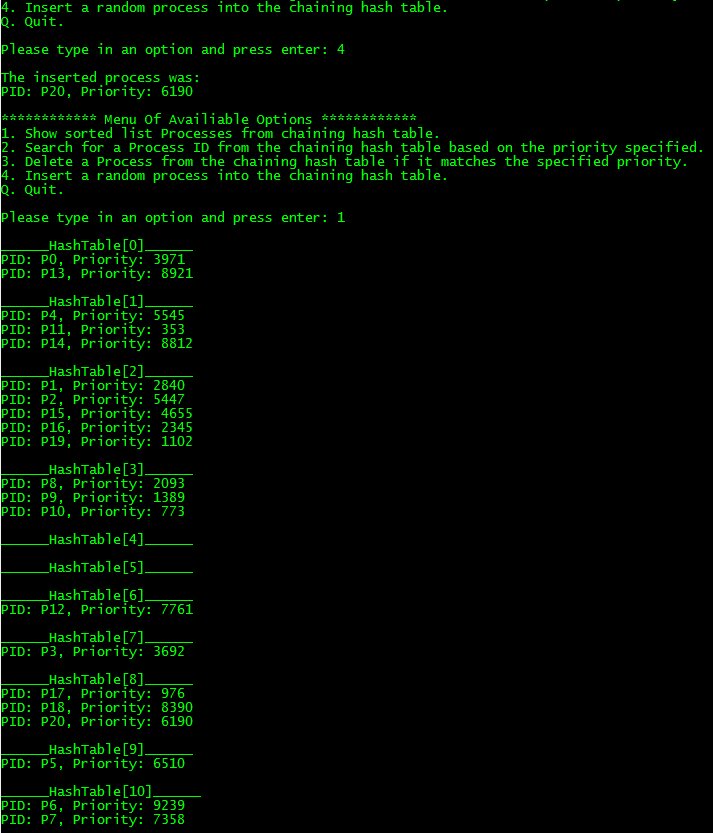 4. Insert a random process into the chaining hash table.
Q. Quit.
Please type in an option and press enter: 4
The inserted process was:
PID: P20, Priority: 6190
************ Menu Of Availiable Options ************
1. Show sorted list Processes from chaining hash table.
2. Search for a Process ID from the chaining hash table based on the priority specified.
3. Delete a Process from the chaining hash table if it matches the specified priority.
4. Insert a random process into the chaining hash table.
Q. Quit.
Please type in an option and press enter: 1
______HashTable[0]______
PID: P0, Priority: 3971
PID: P13, Priority: 8921
______HashTable[1]______
PID: P4, Priority: 5545
PID: P11, Priority: 353
PID: P14, Priority: 8812
______HashTable[2]______
PID: P1, Priority: 2840
PID: P2, Priority: 5447
PID: P15, Priority: 4655
PID: P16, Priority: 2345
PID: P19, Priority: 1102
______HashTable[3]______
PID: P8, Priority: 2093
PID: P9, Priority: 1389
PID: P10, Priority: 773
______HashTable[4]______
______HashTable[5]______
______HashTable[6]______
PID: P12, Priority: 7761
______HashTable[7]______
PID: P3, Priority: 3692
______HashTable[8]______
PID: P17, Priority: 976
PID: P18, Priority: 8390
PID: P20, Priority: 6190
______HashTable[9]______
PID: P5, Priority: 6510
______HashTable[10]______
PID: P6, Priority: 9239
PID: P7, Priority: 7358